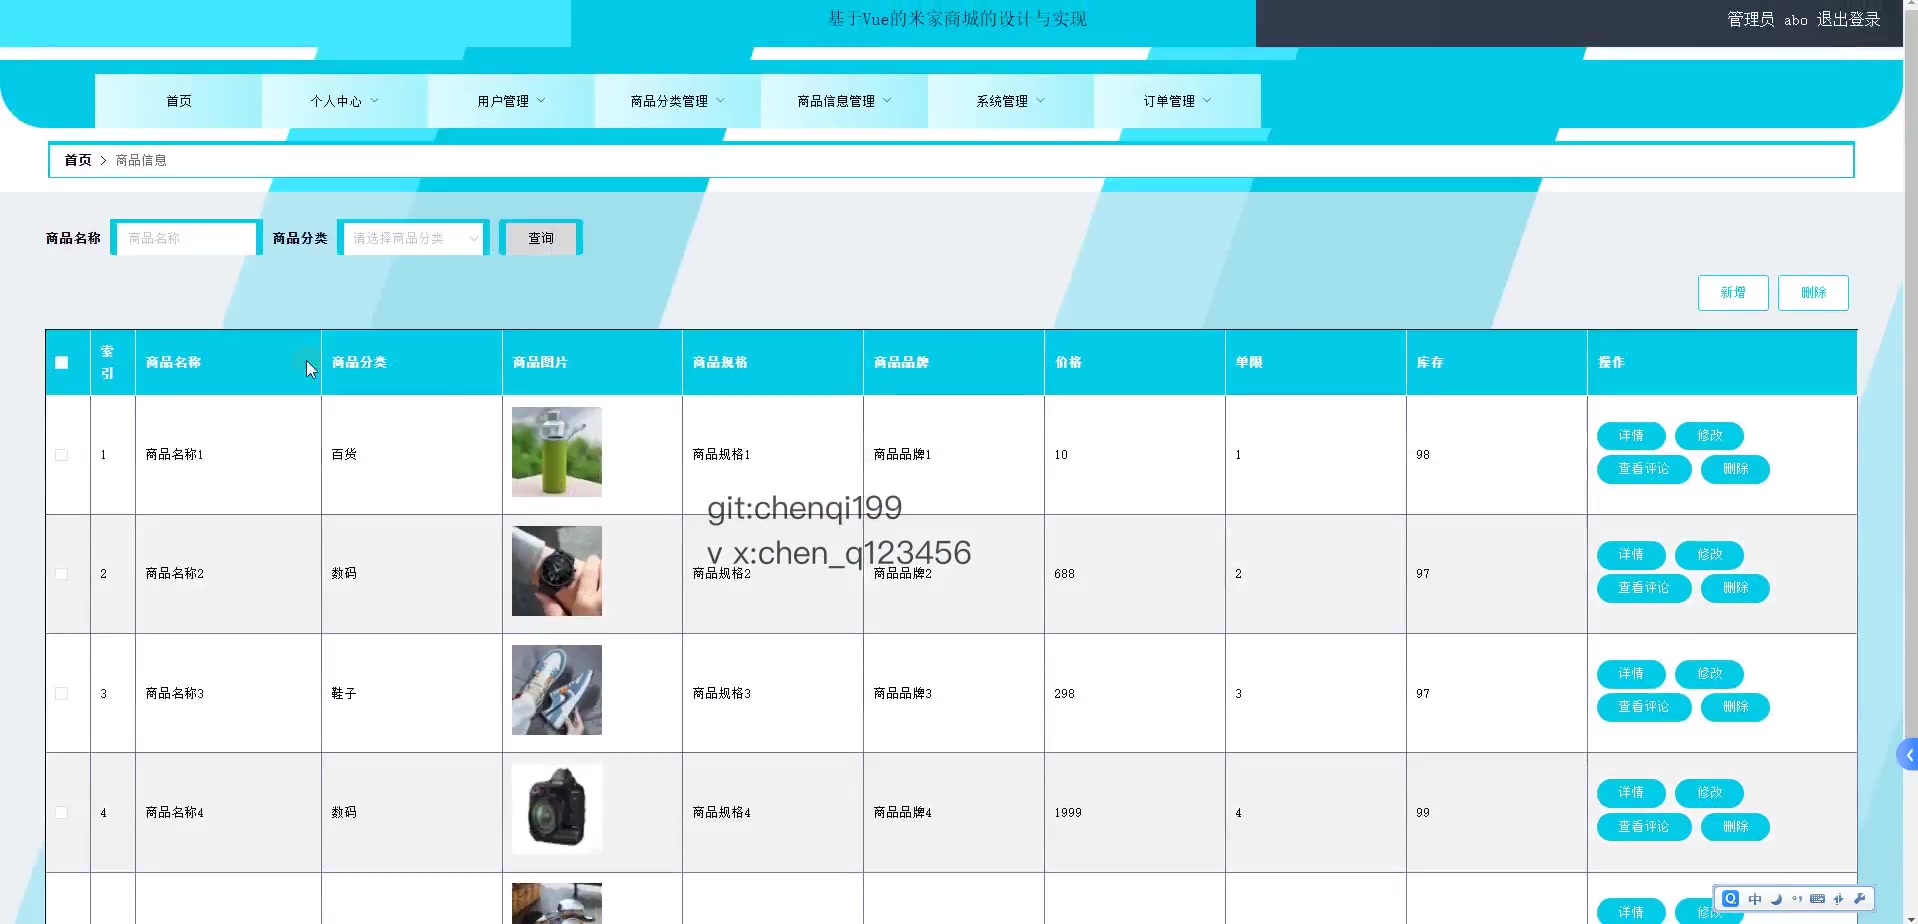 基于Vue的米家商城的设计与实现
管理员 abo 退出登录
首页 个人中心 用户管理 商品分类管理 商品信息管理 系统管理 订单管理
首页 > 商品信息
商品名称 商品名称 商品分类 请选择商品分类 查询
新增 删除
索引 商品名称 商品分类 商品图片 商品规格 商品品牌 价格 单限 库存 操作
1 商品名称1 百货 商品规格1 商品品牌1 10 1 98 详情 修改
查看评论 删除
git:chenqi199
v x:chen_q123456
2 商品名称2 数码 商品规格2 商品品牌2 688 2 97 详情 修改
查看评论 删除
3 商品名称3 鞋子 商品规格3 商品品牌3 298 3 97 详情 修改
查看评论 删除
4 商品名称4 数码 商品规格4 商品品牌4 1999 4 99 详情 修改
查看评论 删除
详情 修改
中